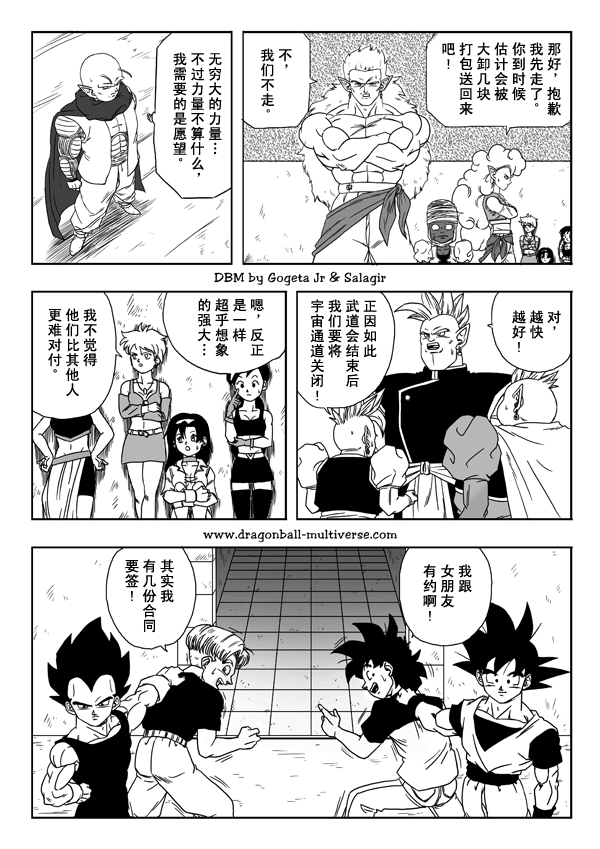 那好，抱歉
我先走了。
你到时候
估计会被
大卸几块
打包送回来
吧！
不，
我们不走。
无穷大的力量…
不过力量不算什么，
我需要的是愿望。
DBM by Gogeta Jr & Salagir
对，
越快
越好！
正因如此
武道会结束后
我们要将
宇宙通道关闭！
嗯，反正
是一样
超乎想象
的强大…
我不觉得
他们比其他人
更难对付。
www.dragonball-multiverse.com
我跟
女朋友
有约啊！
其实我
有几份合同
要签！